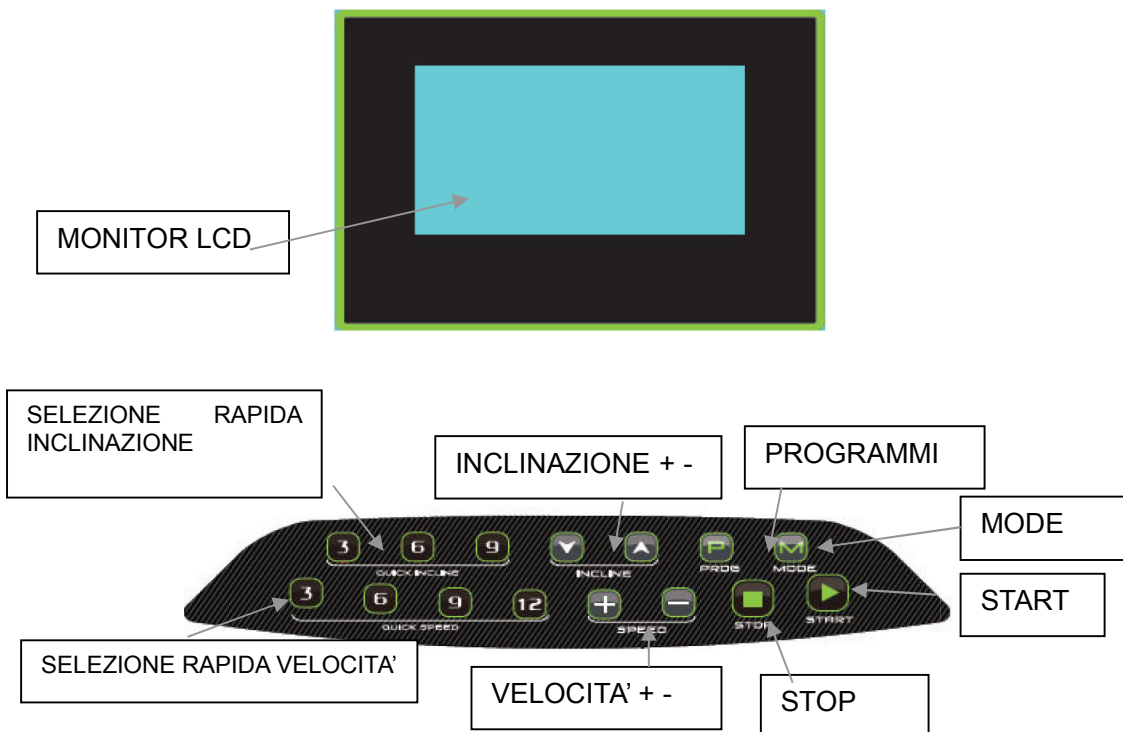 MONITOR LCD
SELEZIONE RAPIDA
INCLINAZIONE
INCLINAZIONE + -
PROGRAMMI
MODE
3 6 9
QUICK INCLINE
INCLINE
P
PROG
M
MODE
START
3 6 9 12
QUICK SPEED
+ −
SPEED
STOP
START
SELEZIONE RAPIDA VELOCITA’
VELOCITA’ + -
STOP